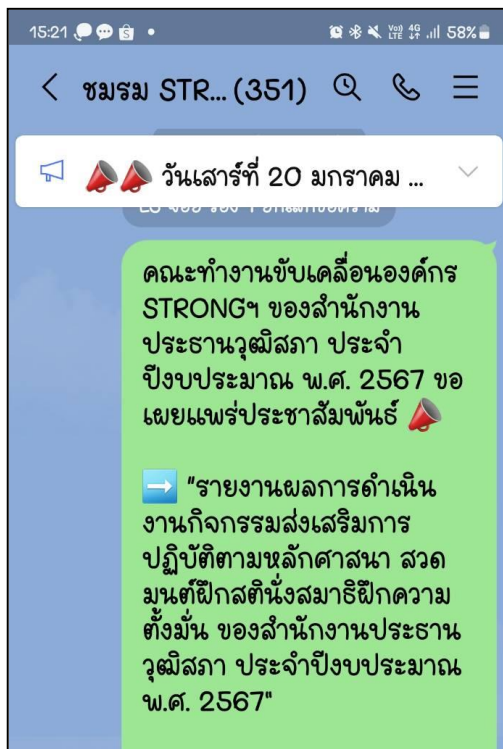 15:21
Vo)) LTE 4G 58%
ชมรม STR... (351)
วันเสาร์ที่ 20 มกราคม ...
คณะทำงานขับเคลื่อนองค์กร
STRONGฯ ของสำนักงาน
ประธานวุฒิสภา ประจำ
ปีงบประมาณ พ.ศ. 2567 ขอ
เผยแพร่ประชาสัมพันธ์
"รายงานผลการดำเนิน
งานกิจกรรมส่งเสริมการ
ปฏิบัติตามหลักศาสนา สวด
มนต์ฝึกสตินั่งสมาธิฝึกความ
ตั้งมั่น ของสำนักงานประธาน
วุฒิสภา ประจำปีงบประมาณ
พ.ศ. 2567"